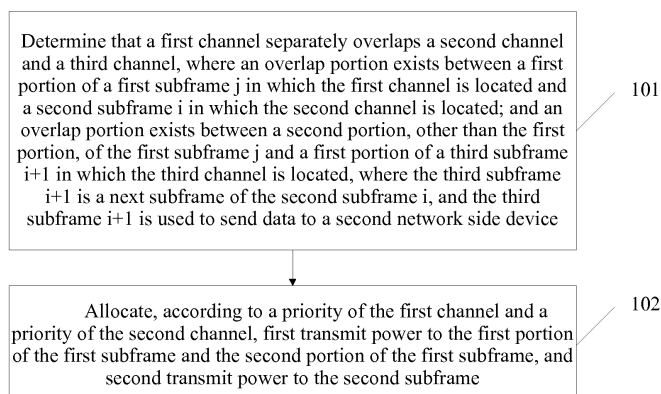 Determine that a first channel separately overlaps a second channel
and a third channel, where an overlap portion exists between a first
portion of a first subframe j in which the first channel is located and
a second subframe i in which the second channel is located; and an
overlap portion exists between a second portion, other than the first
portion, of the first subframe j and a first portion of a third subframe
i+1 in which the third channel is located, where the third subframe
i+1 is a next subframe of the second subframe i, and the third
subframe i+1 is used to send data to a second network side device
101
Allocate, according to a priority of the first channel and a
priority of the second channel, first transmit power to the first portion
of the first subframe and the second portion of the first subframe, and
second transmit power to the second subframe
102